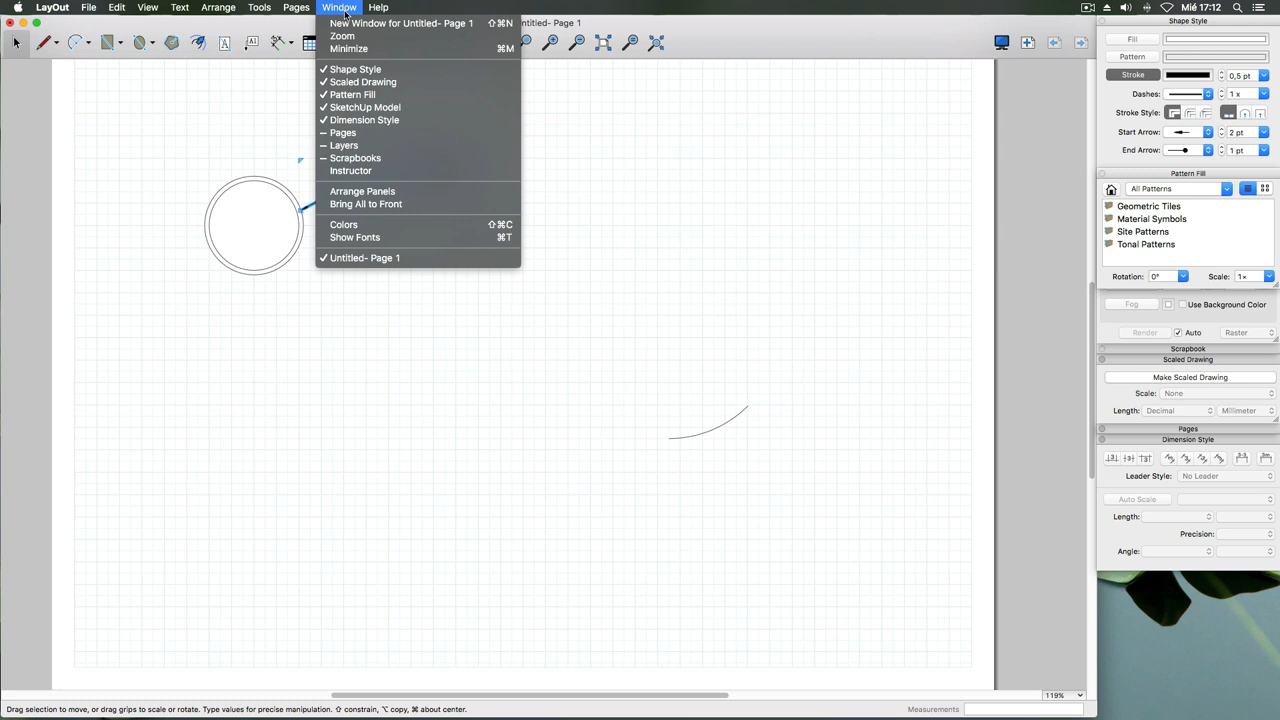 LayOut File Edit View Text Arrange Tools Pages Window Help Mié 17:12
ntitled- Page 1
New Window for Untitled- Page 1 ⇧⌘N
Zoom
Minimize ⌘M
✓ Shape Style
✓ Scaled Drawing
✓ Pattern Fill
✓ SketchUp Model
✓ Dimension Style
– Pages
– Layers
– Scrapbooks
Instructor
Arrange Panels
Bring All to Front
Colors ⇧⌘C
Show Fonts ⌘T
✓ Untitled- Page 1
A
A1
Shape Style
Fill
Pattern
Stroke 0,5 pt
Dashes: 1 x
Stroke Style:
Start Arrow: 2 pt
End Arrow: 1 pt
Pattern Fill
All Patterns
Geometric Tiles
Material Symbols
Site Patterns
Tonal Patterns
Rotation: 0° Scale: 1×
Fog Use Background Color
Render Auto Raster
Scrapbook
Scaled Drawing
Make Scaled Drawing
Scale: None
Length: Decimal Millimeter
Pages
Dimension Style
Leader Style: No Leader
Auto Scale
Length:
Precision:
Angle:
119%
Drag selection to move, or drag grips to scale or rotate. Type values for precise manipulation. ⇧ constrain, ⌥ copy, ⌘ about center. Measurements